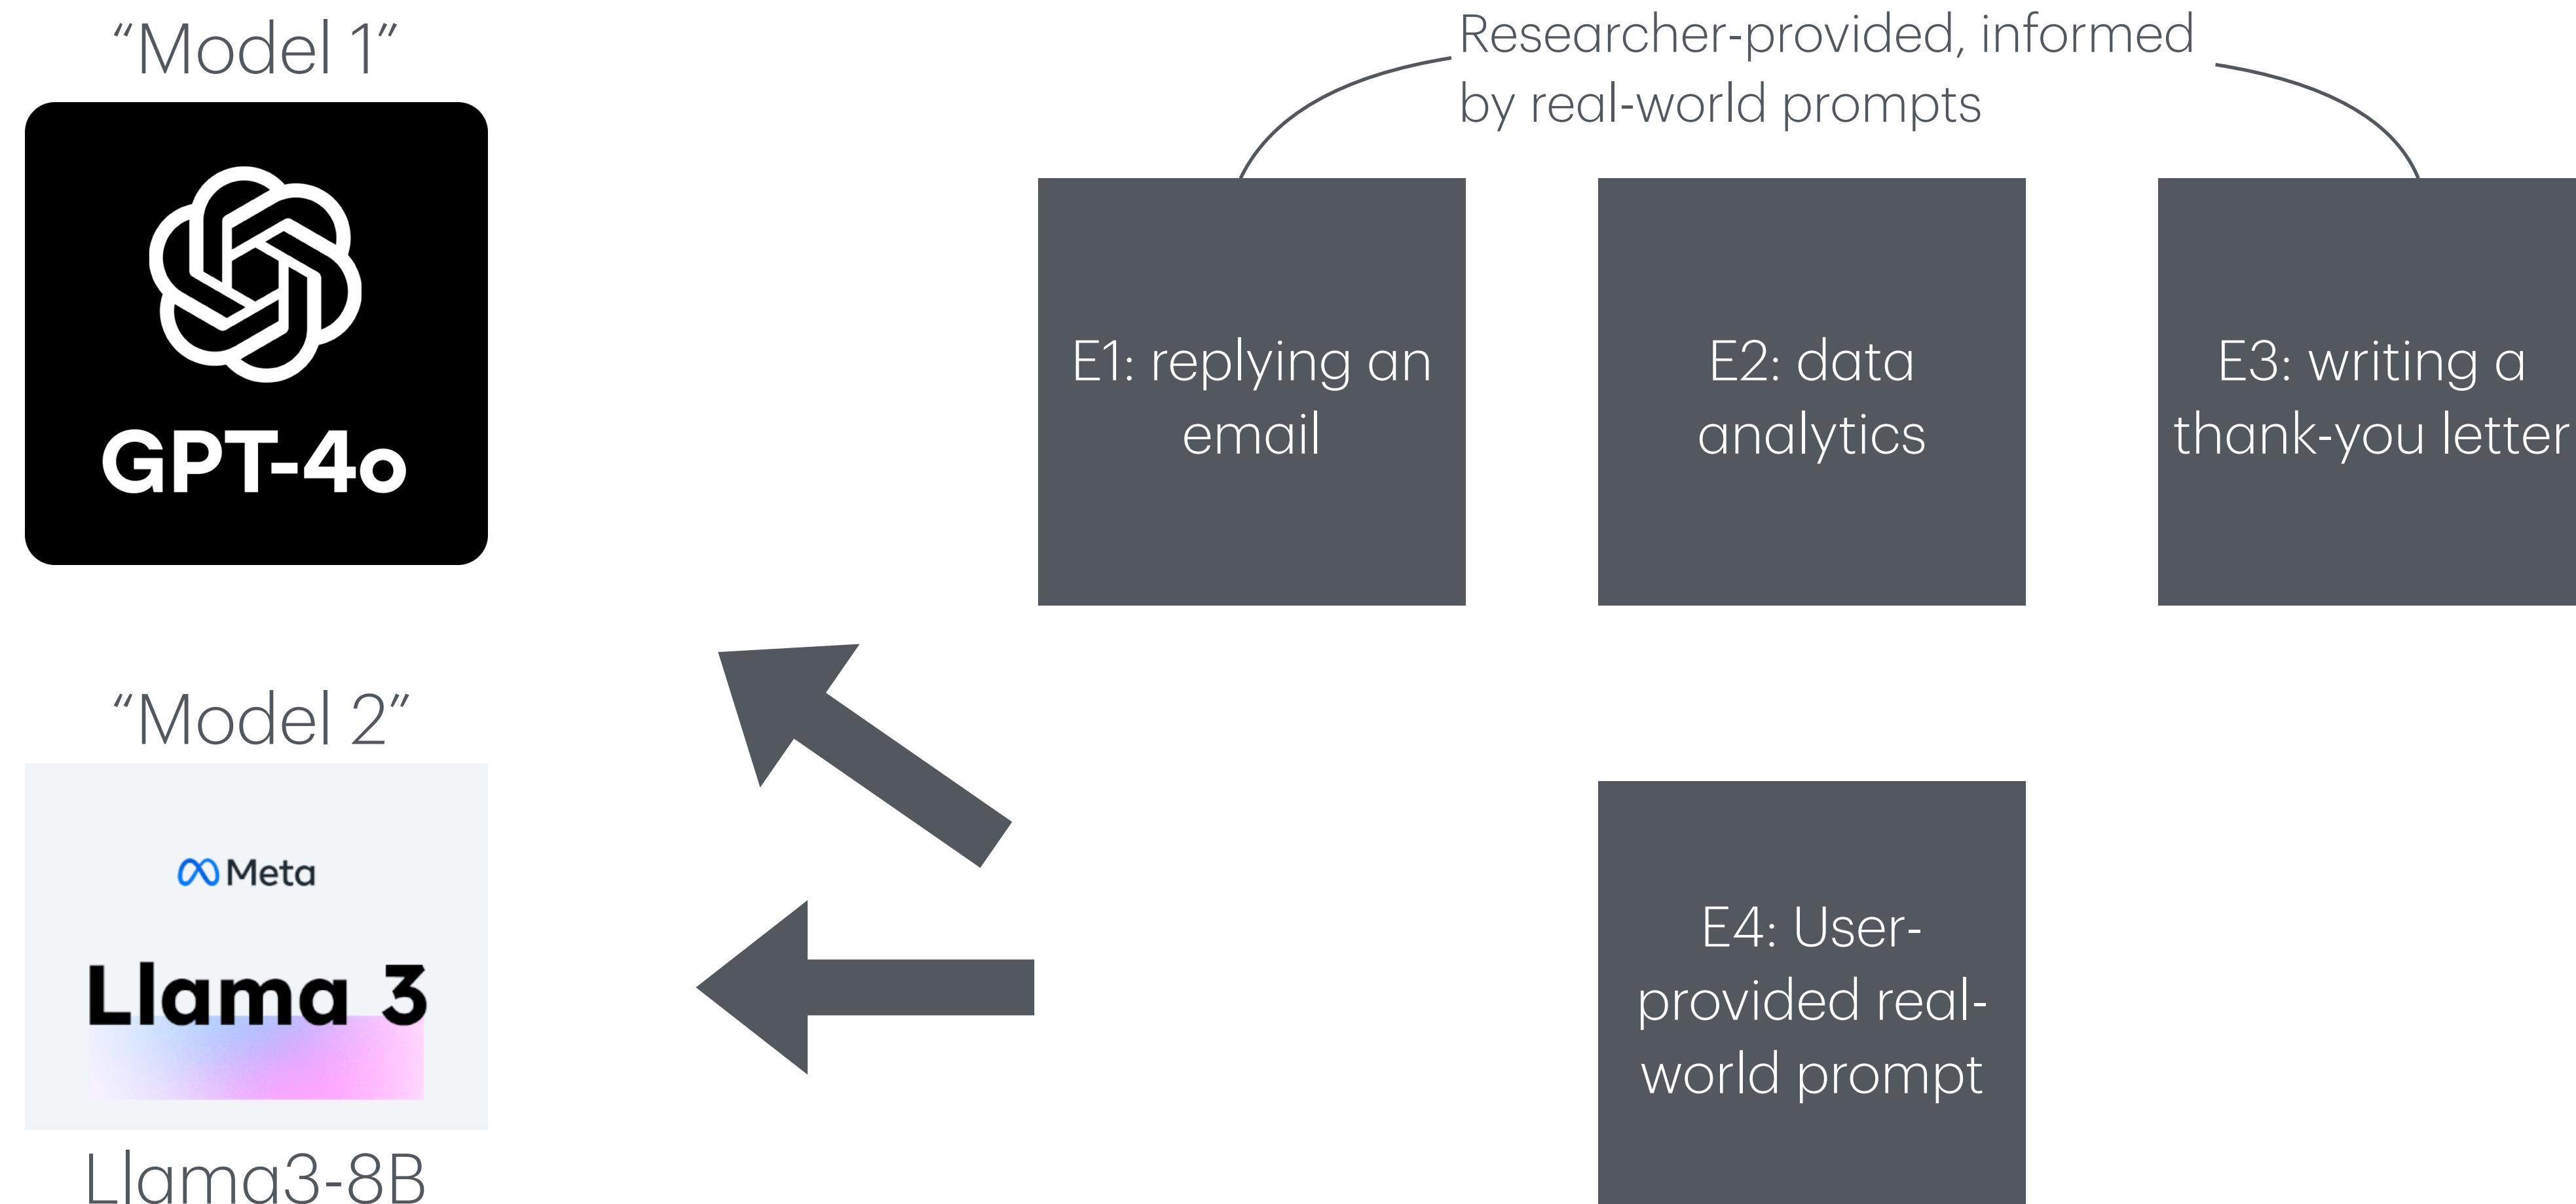 “Model 1”
GPT-4o
“Model 2”
Meta
Llama 3
Llama3-8B
Researcher-provided, informed
by real-world prompts
E1: replying an
email
E2: data
analytics
E3: writing a
thank-you letter
E4: User-
provided real-
world prompt